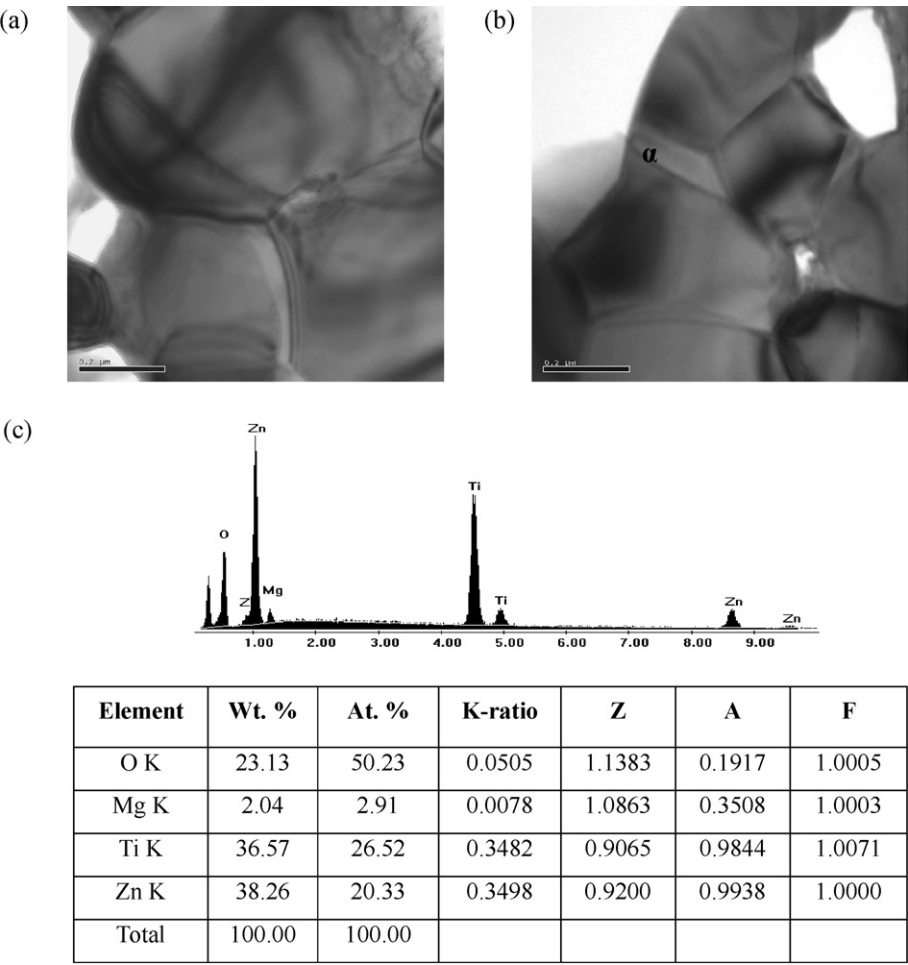 (a)
(b)
α
0.2 µm
0.2 µm
(c)
Zn
Ti
O
Z
Mg
Ti
Zn
Zn
1.00 2.00 3.00 4.00 5.00 6.00 7.00 8.00 9.00
Element Wt. % At. % K-ratio Z A F
O K 23.13 50.23 0.0505 1.1383 0.1917 1.0005
Mg K 2.04 2.91 0.0078 1.0863 0.3508 1.0003
Ti K 36.57 26.52 0.3482 0.9065 0.9844 1.0071
Zn K 38.26 20.33 0.3498 0.9200 0.9938 1.0000
Total 100.00 100.00